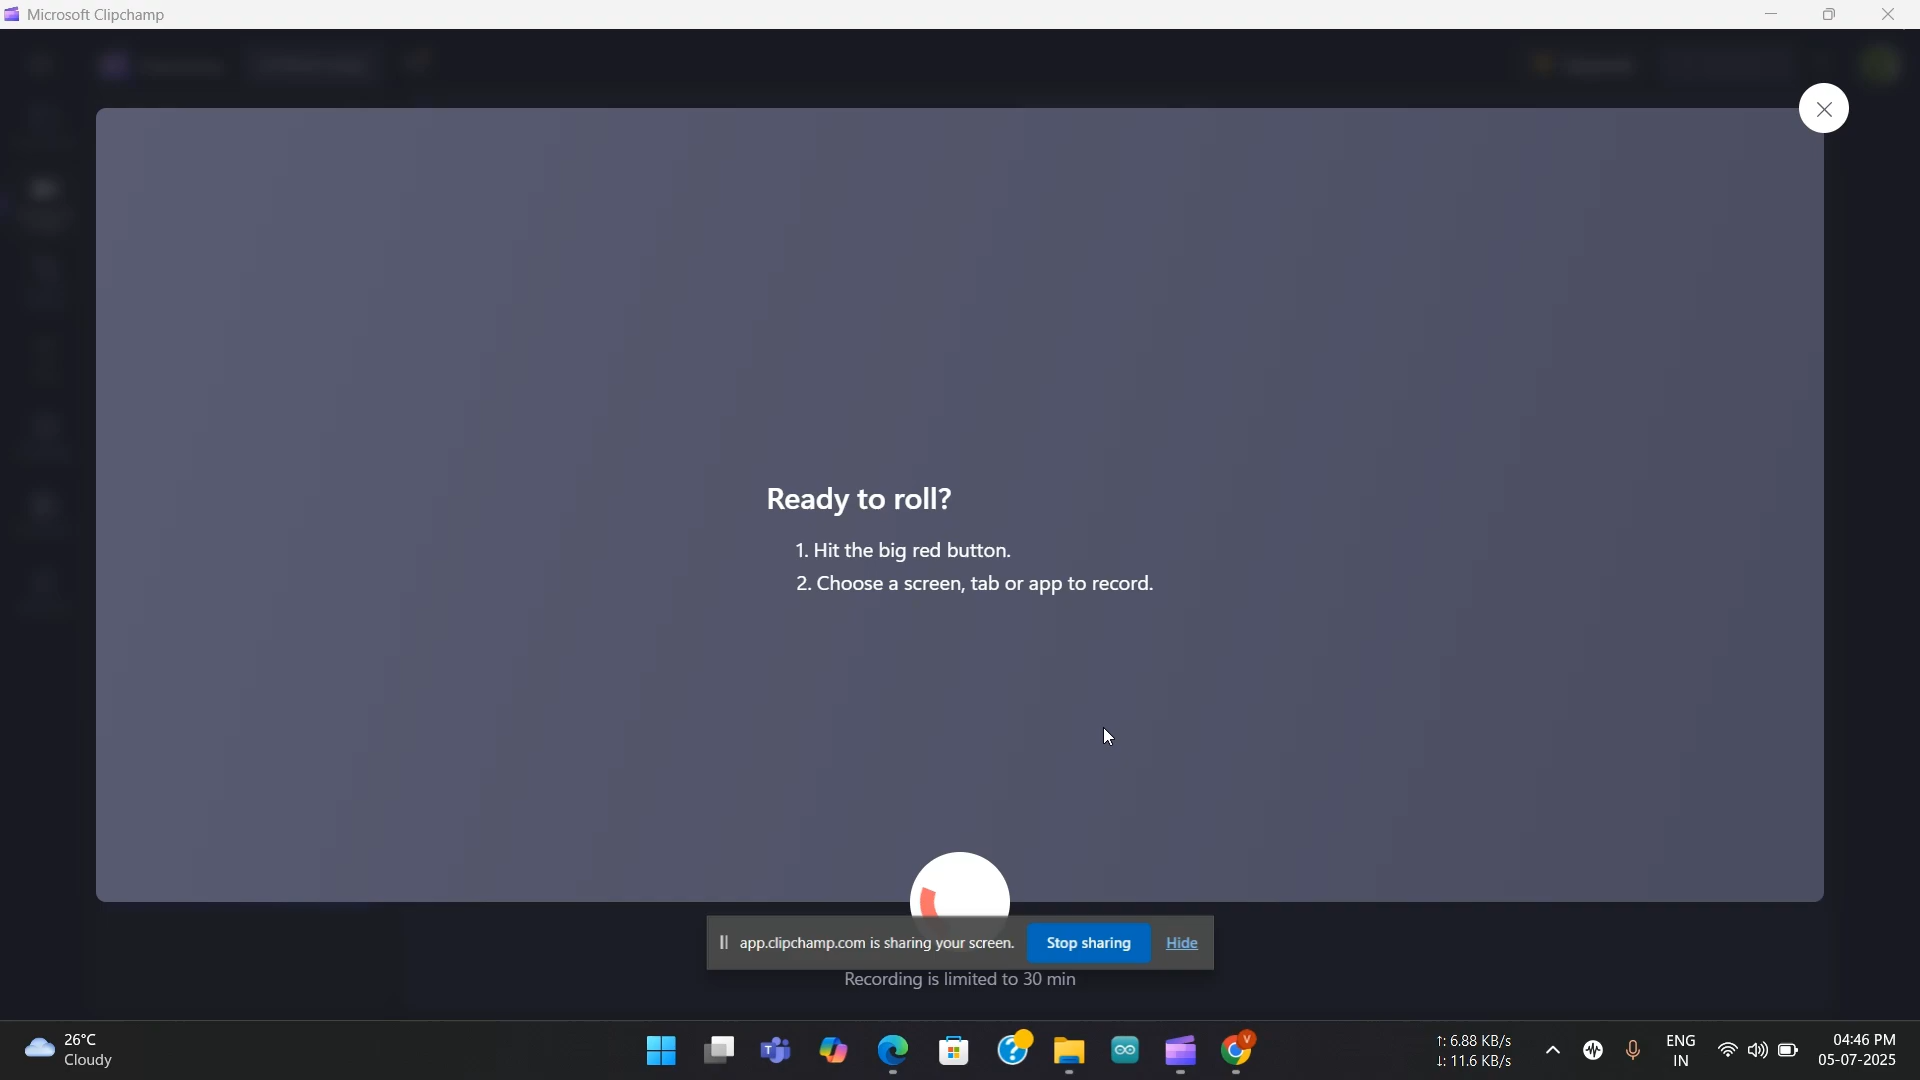 Microsoft Clipchamp
Ready to roll?
1. Hit the big red button.
2. Choose a screen, tab or app to record.
app.clipchamp.com is sharing your screen.
Stop sharing
Hide
Recording is limited to 30 min
26°C
Cloudy
V
↑: 6.88 KB/s
↓: 11.6 KB/s
ENG
IN
04:46 PM
05-07-2025